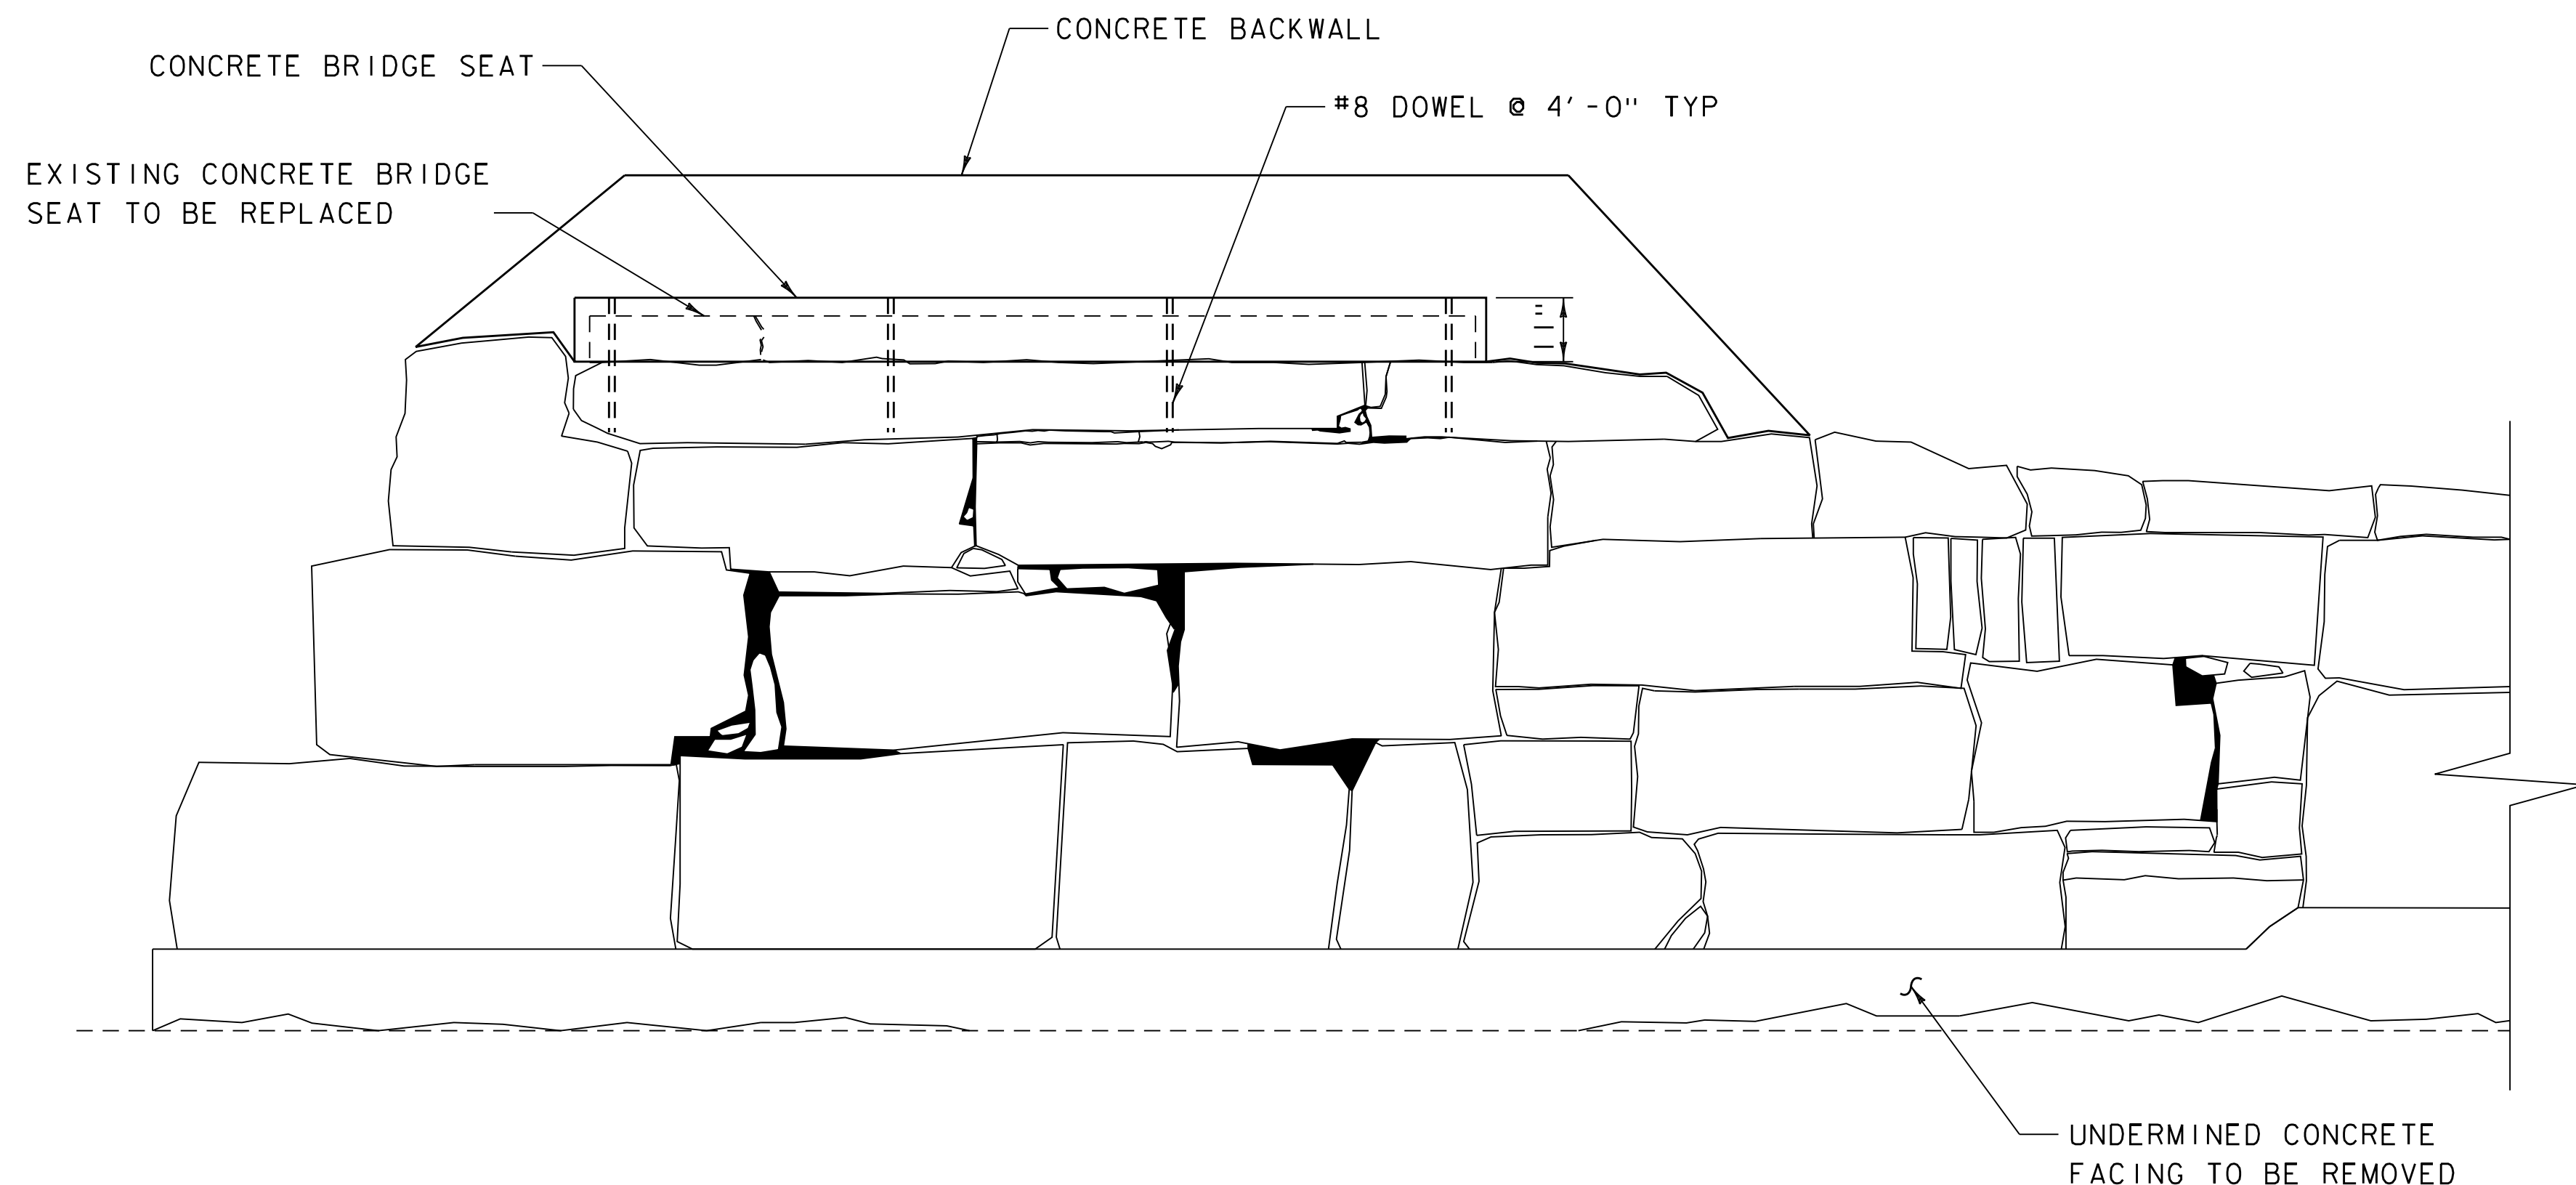 CONCRETE BACKWALL
CONCRETE BRIDGE SEAT
#8 DOWEL @ 4'-0" TYP
EXISTING CONCRETE BRIDGE
SEAT TO BE REPLACED
11"
UNDERMINED CONCRETE
FACING TO BE REMOVED